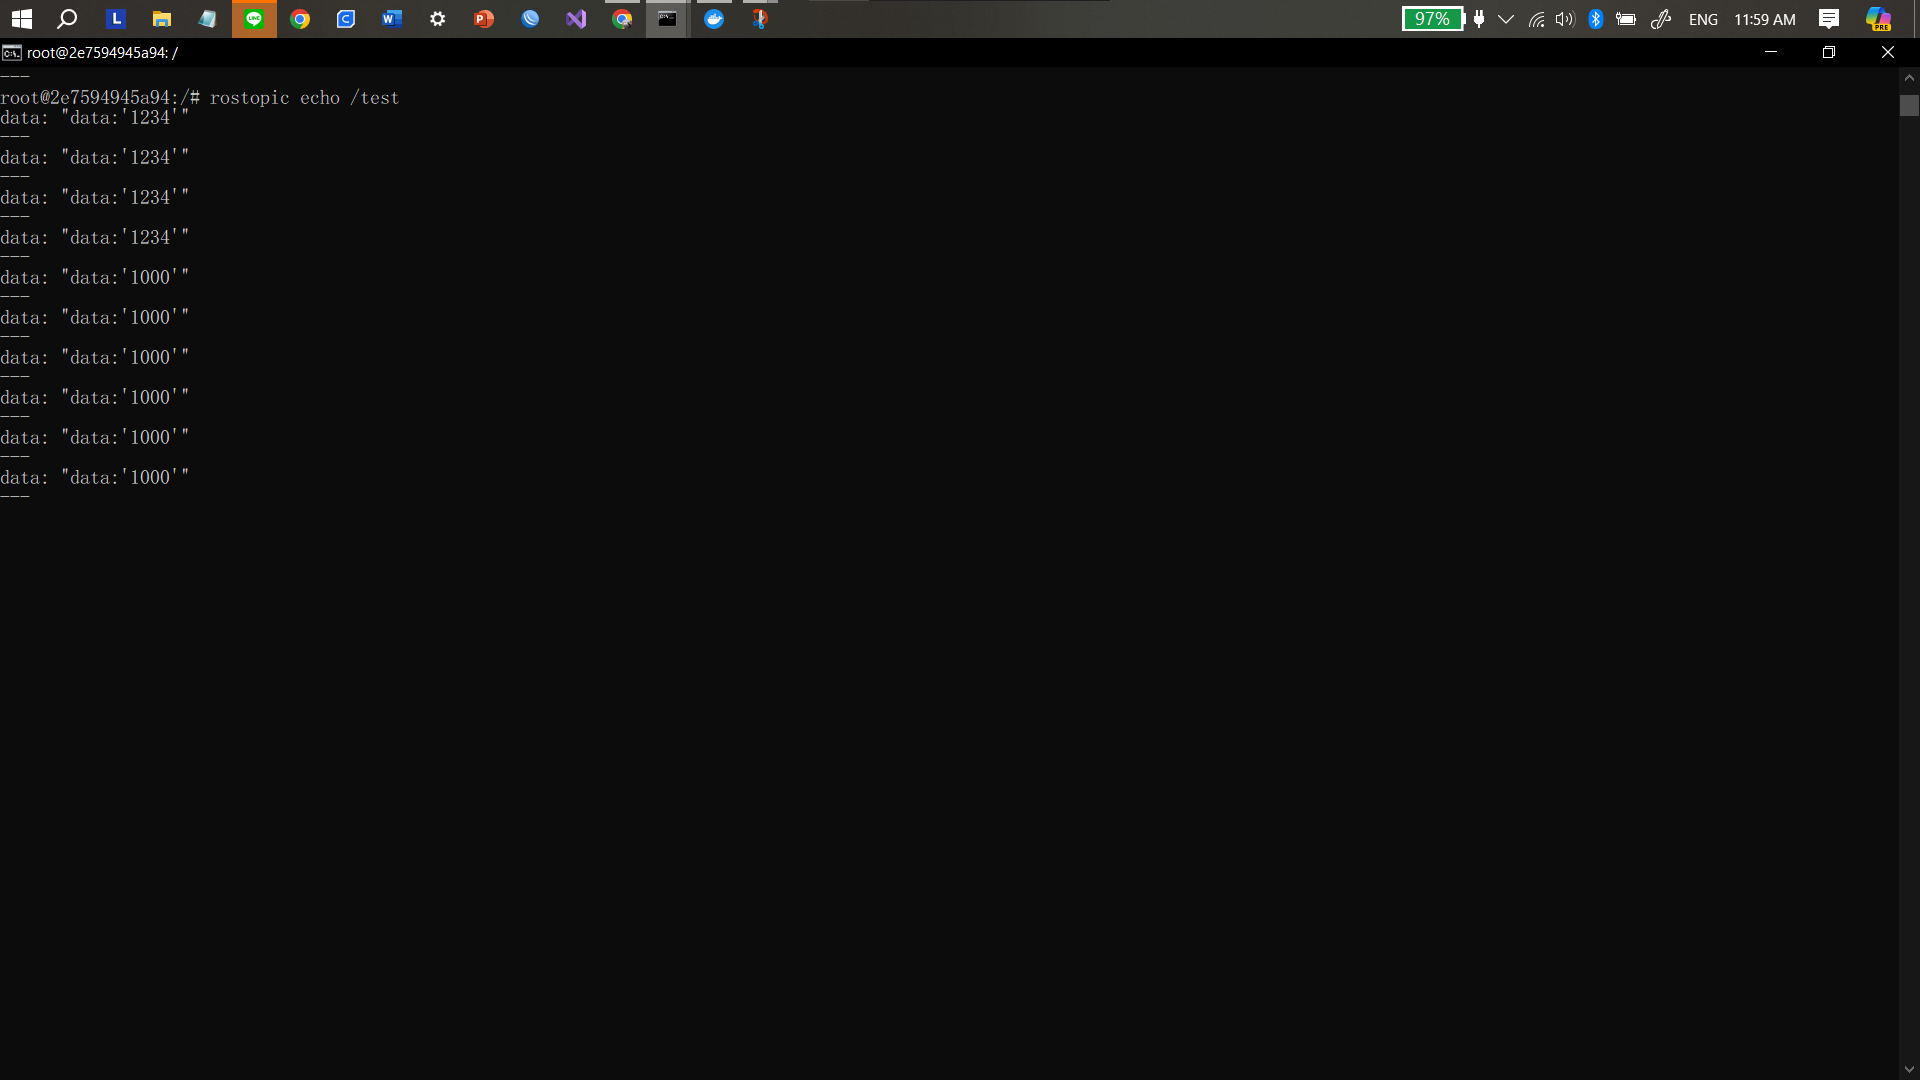 97%
ENG
11:59 AM
PRE
L
C
W
P
root@2e7594945a94: /
---
root@2e7594945a94:/# rostopic echo /test
data: "data:'1234'"
---
data: "data:'1234'"
---
data: "data:'1234'"
---
data: "data:'1234'"
---
data: "data:'1000'"
---
data: "data:'1000'"
---
data: "data:'1000'"
---
data: "data:'1000'"
---
data: "data:'1000'"
---
data: "data:'1000'"
---